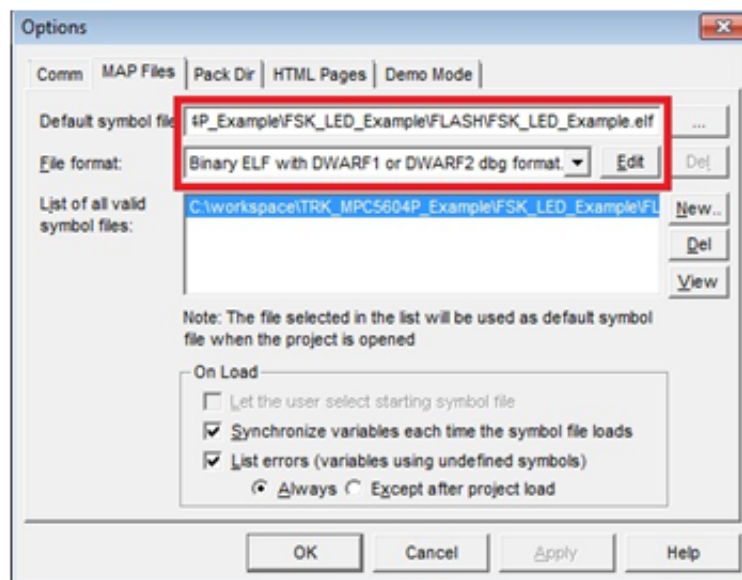 Options
Comm MAP Files Pack Dir HTML Pages Demo Mode
Default symbol file P_Example\FSK_LED_Example\FLASH\FSK_LED_Example.elf ...
File format: Binary ELF with DWARF1 or DWARF2 dbg format. Edit Del
List of all valid C:\workspace\TRK_MPC5604P_Example\FSK_LED_Example\FL New..
symbol files:
Del
View
Note: The file selected in the list will be used as default symbol
file when the project is opened
On Load
Let the user select starting symbol file
Synchronize variables each time the symbol file loads
List errors (variables using undefined symbols)
Always Except after project load
OK Cancel Apply Help